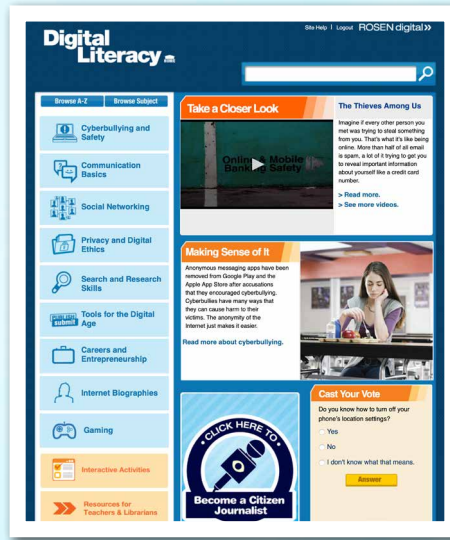 Digital
Literacy
Site Help | Logout ROSEN digital»
Browse A-Z Browse Subject
Cyberbullying and
Safety
Communication
Basics
Social Networking
Privacy and Digital
Ethics
Search and Research
Skills
PUBLISH
submit
Tools for the Digital
Age
Careers and
Entrepreneurship
Internet Biographies
Gaming
Interactive Activities
Resources for
Teachers & Librarians
Take a Closer Look
Online & Mobile
Banking Safety
The Thieves Among Us
Imagine if every other person you
met was trying to steal something
from you. That's what it's like being
online. More than half of all email
is spam, a lot of it trying to get you
to reveal important information
about yourself like a credit card
number.
> Read more.
> See more videos.
Making Sense of It
Anonymous messaging apps have been
removed from Google Play and the
Apple App Store after accusations
that they encouraged cyberbullying.
Cyberbullies have many ways that
they can cause harm to their
victims. The anonymity of the
Internet just makes it easier.
Read more about cyberbullying.
CLICK HERE TO
Become a Citizen
Journalist
Cast Your Vote
Do you know how to turn off your
phone's location settings?
Yes
No
I don't know what that means.
Answer